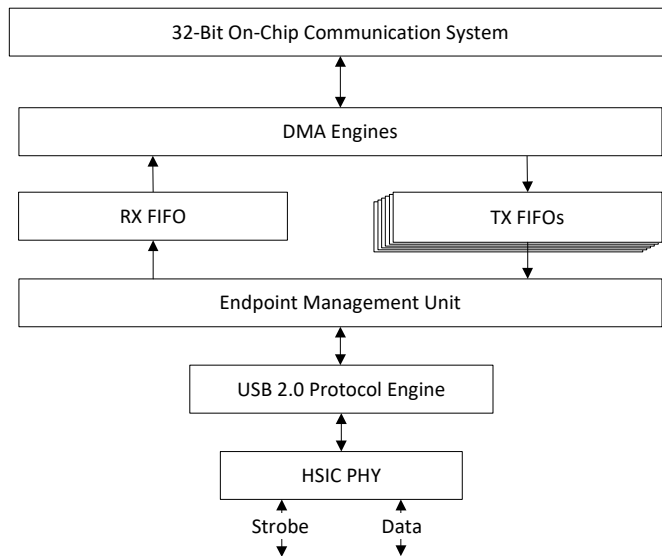 32-Bit On-Chip Communication System
DMA Engines
RX FIFO
TX FIFOs
Endpoint Management Unit
USB 2.0 Protocol Engine
HSIC PHY
Strobe
Data